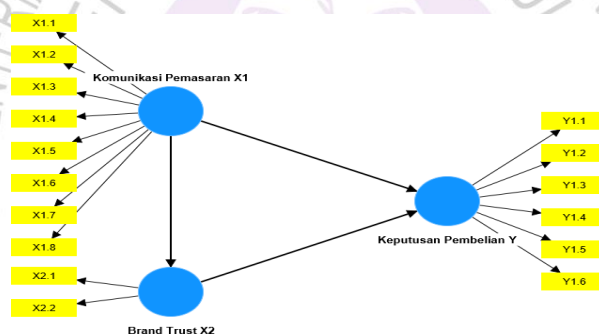 X1.1
X1.2
Komunikasi Pemasaran X1
X1.3
X1.4
X1.5
X1.6
X1.7
X1.8
X2.1
X2.2
Brand Trust X2
Y1.1
Y1.2
Y1.3
Y1.4
Keputusan Pembelian Y
Y1.5
Y1.6